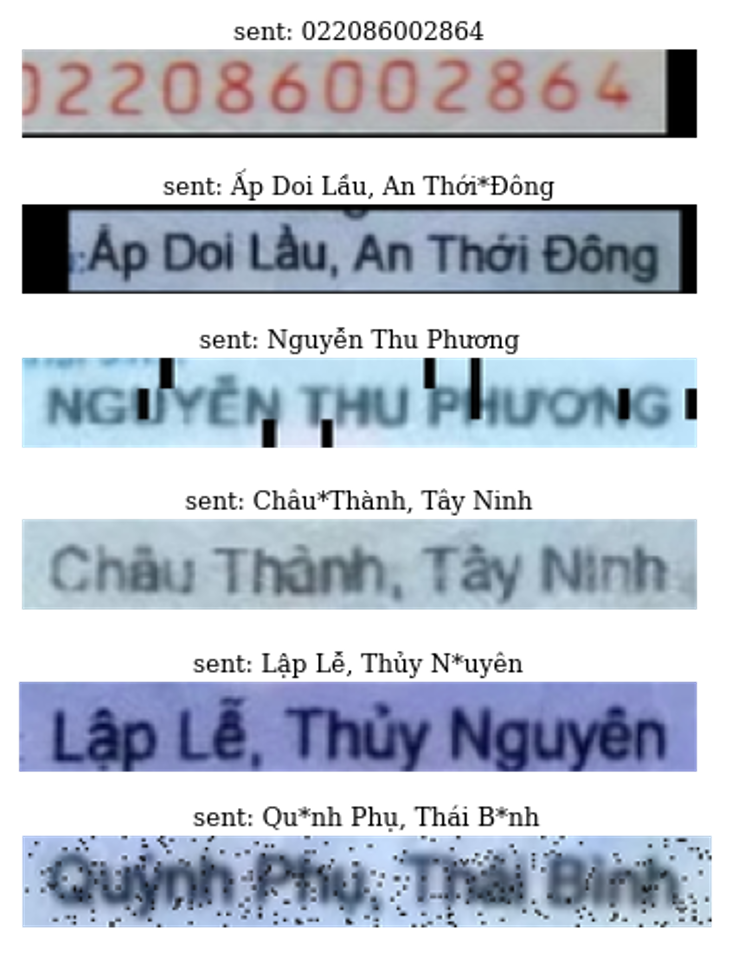 sent: 022086002864
022086002864
sent: Ấp Doi Lầu, An Thới*Đông
Ấp Doi Lầu, An Thới Đông
sent: Nguyễn Thu Phương
NGUYỄN THU PHƯƠNG
sent: Châu*Thành, Tây Ninh
Châu Thành, Tây Ninh
sent: Lập Lễ, Thủy N*uyên
Lập Lễ, Thủy Nguyên
sent: Qu*nh Phụ, Thái B*nh
Quỳnh Phụ, Thái Bình